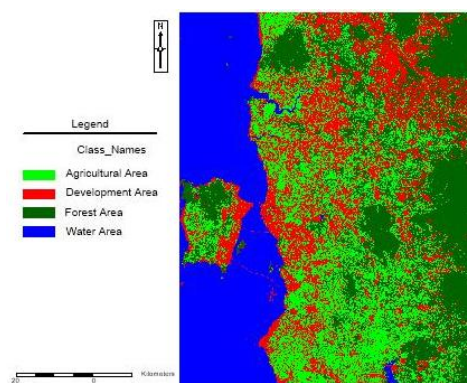 N
Legend
Class_Names
Agricultural Area
Development Area
Forest Area
Water Area
Kilometers
20 0